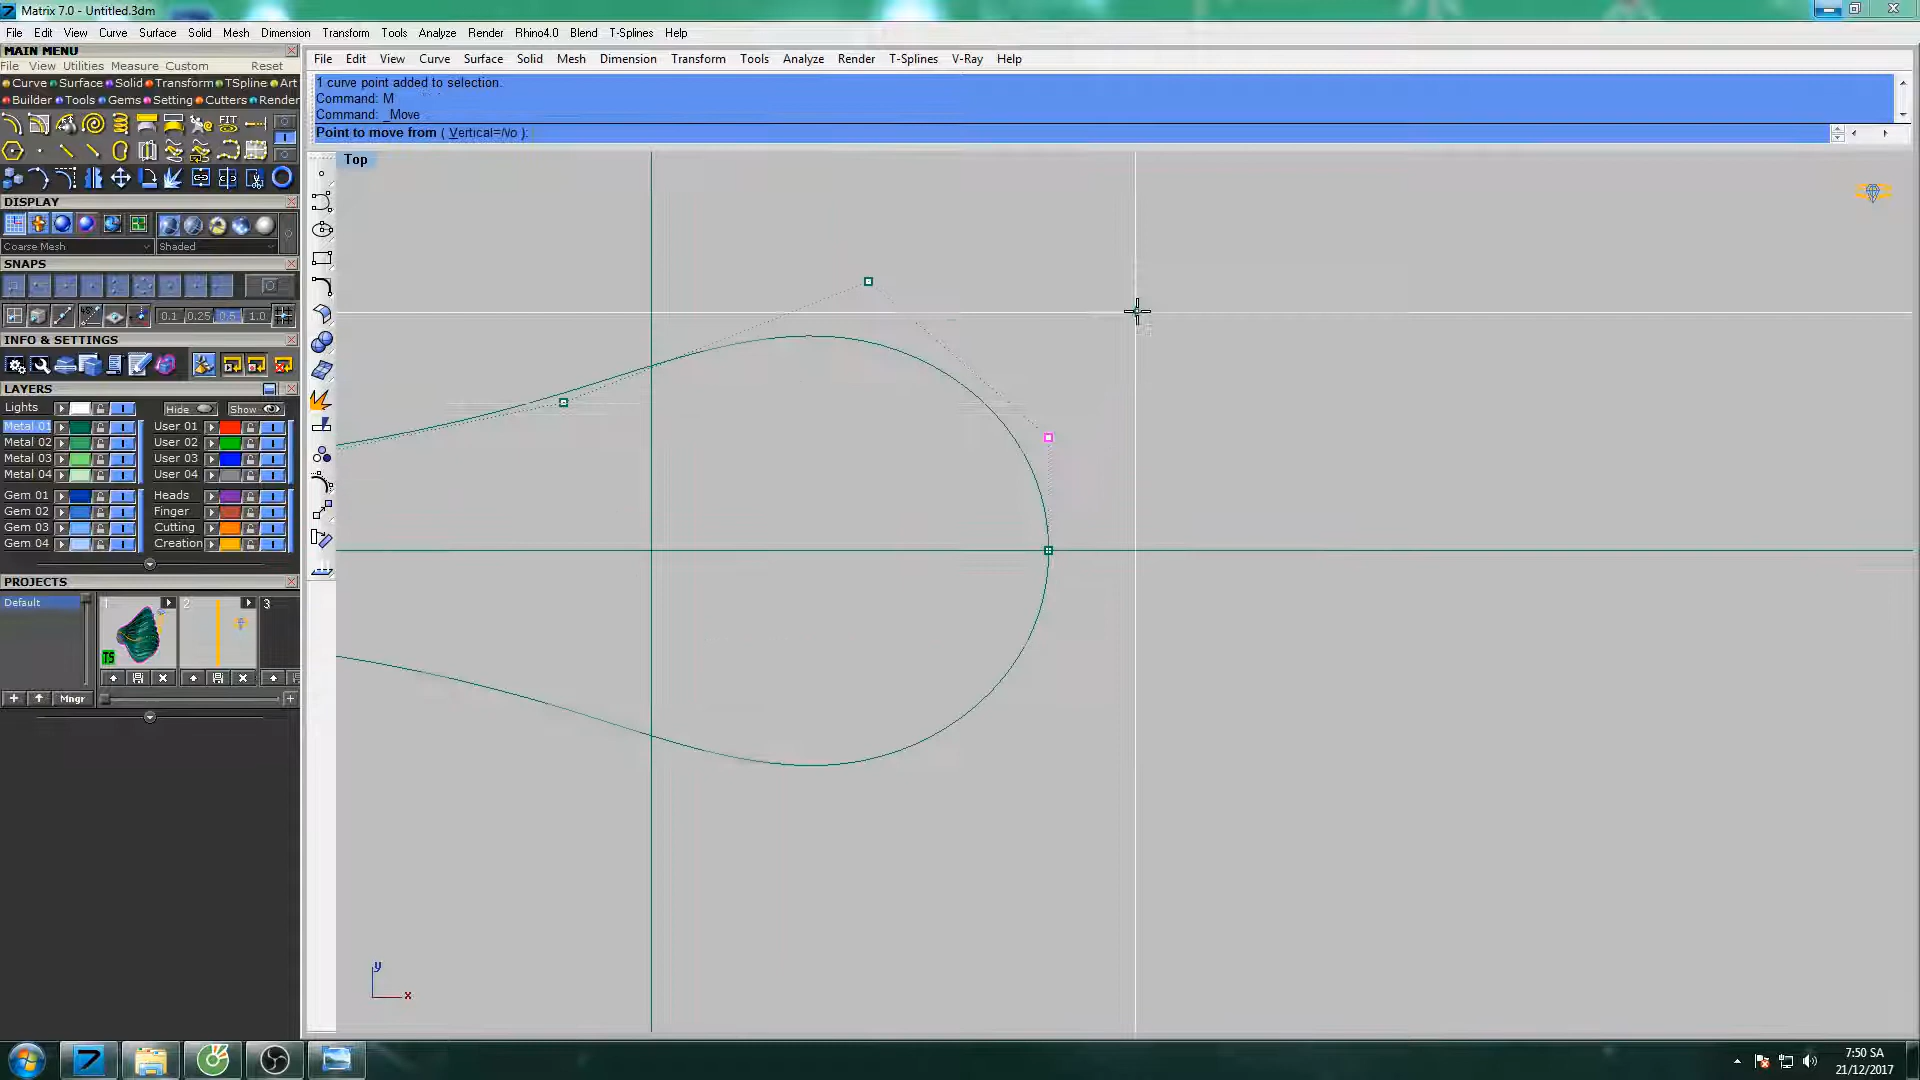 Matrix 7.0 - Untitled.3dm
File Edit View Curve Surface Solid Mesh Dimension Transform Tools Analyze Render Rhino4.0 Blend T-Splines Help
MAIN MENU
File View Utilities Measure Custom Reset
Curve Surface Solid Transform TSpline Art
Builder Tools Gems Setting Cutters Render
FIT
DISPLAY
Coarse Mesh Shaded
SNAPS
0.1 0.25 0.5 1.0
INFO & SETTINGS
LAYERS
Lights Hide Show
Metal 01 User 01
Metal 02 User 02
Metal 03 User 03
Metal 04 User 04
Gem 01 Heads
Gem 02 Finger
Gem 03 Cutting
Gem 04 Creation
PROJECTS
Default 1 2 3
TS
Mngr
File Edit View Curve Surface Solid Mesh Dimension Transform Tools Analyze Render T-Splines V-Ray Help
1 curve point added to selection.
Command: M
Command: _Move
Point to move from ( Vertical=No ):
Top
y
x
7:50 SA
21/12/2017